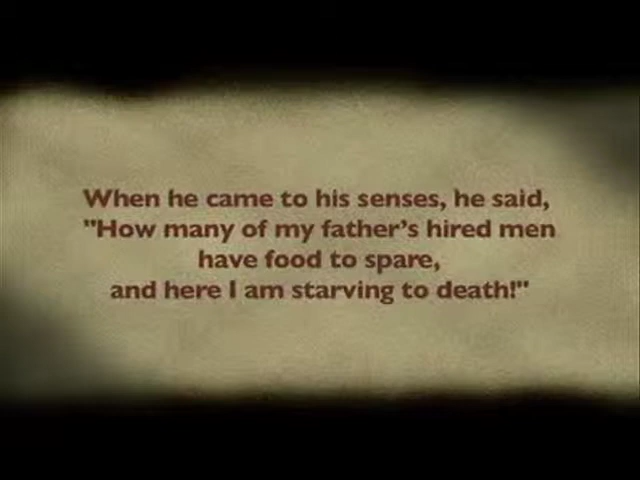 When he came to his senses, he said,
"How many of my father’s hired men
have food to spare,
and here I am starving to death!"